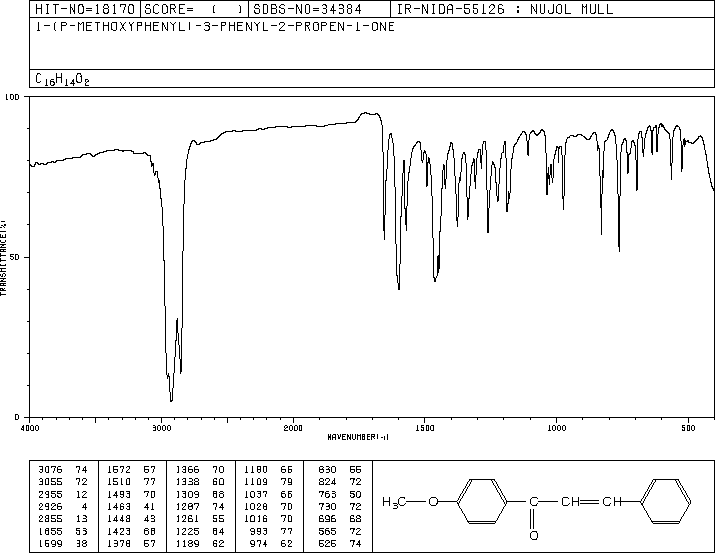 HIT-NO=18170 SCORE= ( ) SDBS-NO=34384 IR-NIDA-55126 : NUJOL MULL
1-(P-METHOXYPHENYL)-3-PHENYL-2-PROPEN-1-ONE
C16H14O2
100
50
0
TRANSMITTANCE(%)
4000 3000 2000 1500 1000 500
WAVENUMBER(-1)
3076 74 1572 57 1366 70 1180 66 830 55
3055 72 1510 77 1338 60 1109 79 824 72
2955 12 1493 70 1309 68 1037 66 763 50
2926 4 1463 41 1287 74 1028 70 730 72
2855 13 1448 43 1261 55 1016 70 696 68
1655 53 1423 68 1225 64 993 77 565 72
1599 38 1378 57 1189 62 974 62 525 74
H3C O C CH CH
O